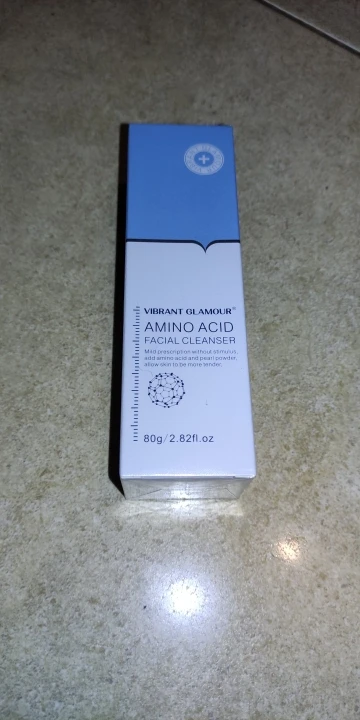 VIBRANT GLAMOUR®
AMINO ACID
FACIAL CLEANSER
Mild prescription without stimulus,
add amino acid and pearl powder,
allow skin to be more tender.
80g/2.82fl.oz